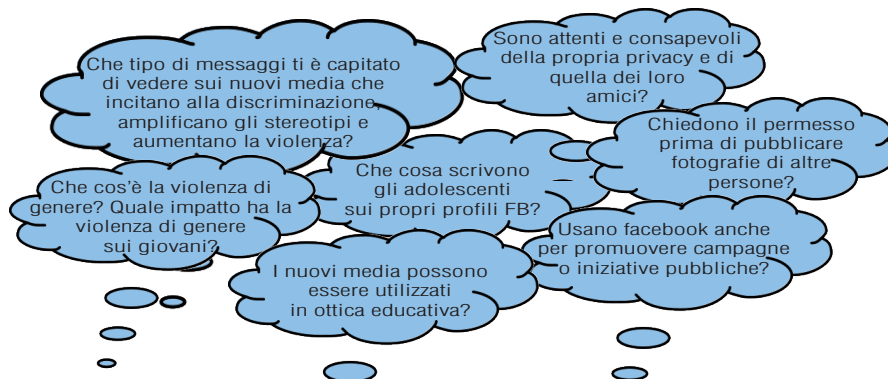 Che tipo di messaggi ti è capitato
di vedere sui nuovi media che
incitano alla discriminazione,
amplificano gli stereotipi e
aumentano la violenza?
Sono attenti e consapevoli
della propria privacy e di
quella dei loro
amici?
Chiedono il permesso
prima di pubblicare
fotografie di altre
persone?
Che cosa scrivono
gli adolescenti
sui propri profili FB?
Che cos'è la violenza di
genere? Quale impatto ha la
violenza di genere
sui giovani?
Usano facebook anche
per promuovere campagne
o iniziative pubbliche?
I nuovi media possono
essere utilizzati
in ottica educativa?